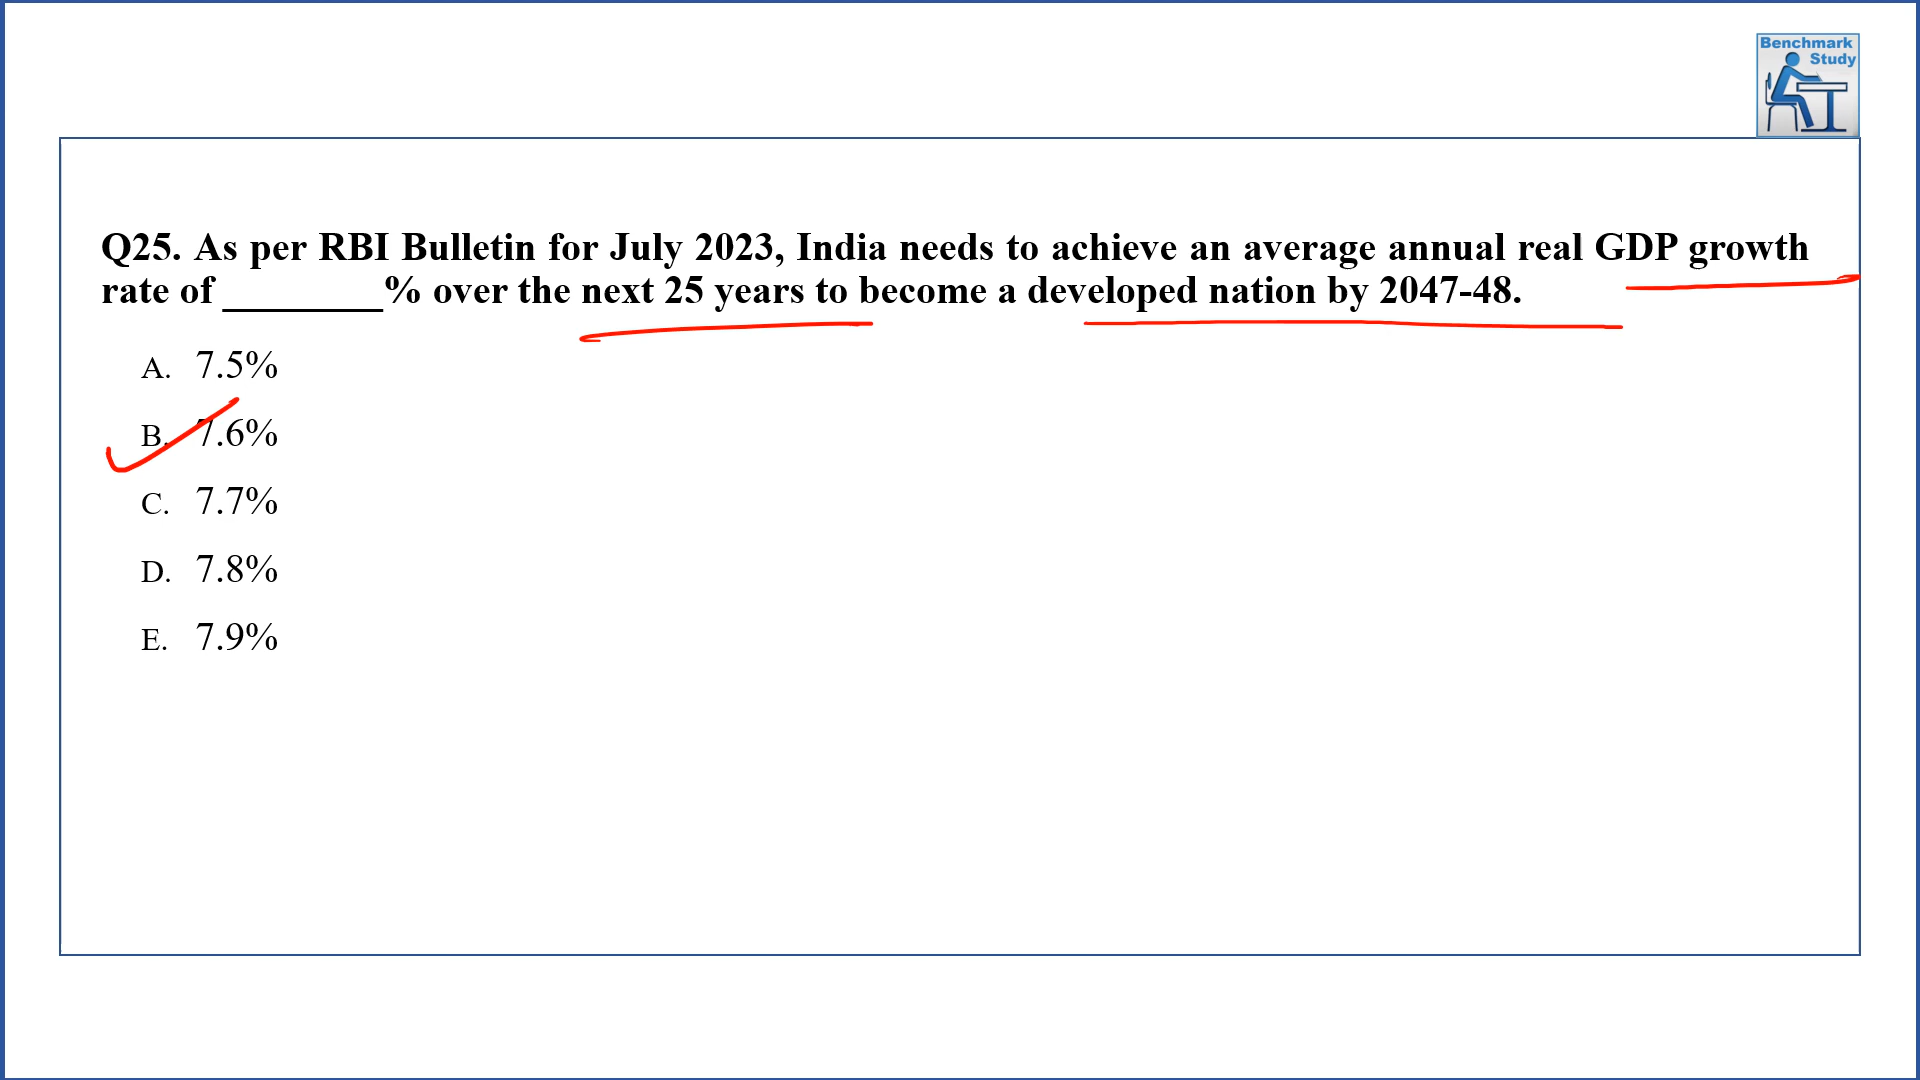 Benchmark
Study
Q25. As per RBI Bulletin for July 2023, India needs to achieve an average annual real GDP growth
rate of ________% over the next 25 years to become a developed nation by 2047-48.
A. 7.5%
B. 7.6%
C. 7.7%
D. 7.8%
E. 7.9%